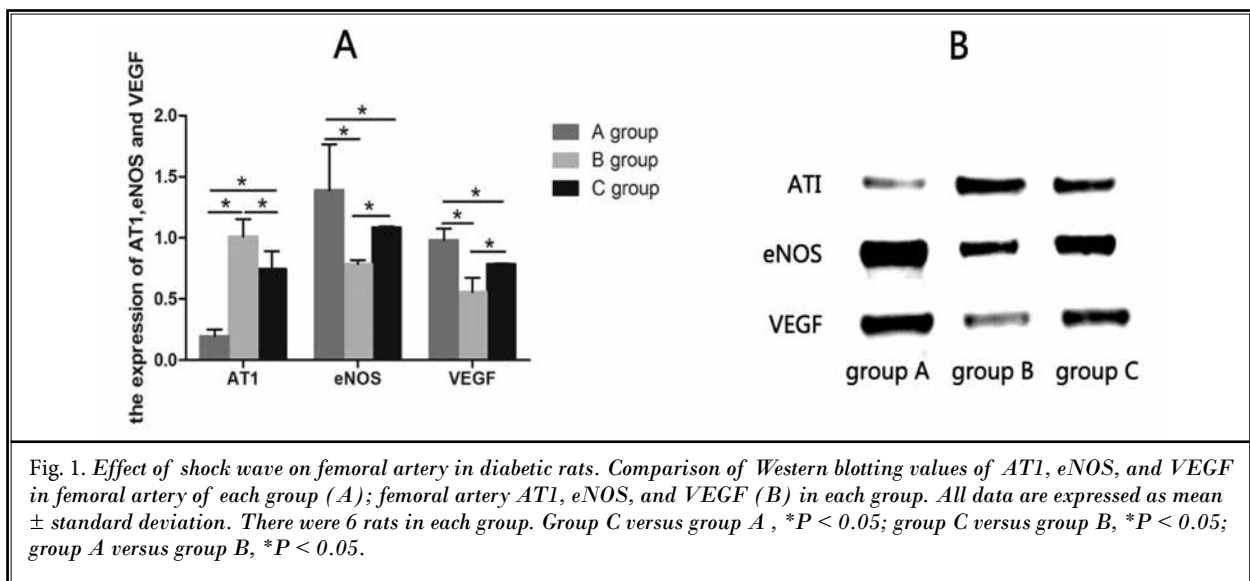 A
B
the expression of AT1,eNOS and VEGF
2.0
1.5
1.0
0.5
0.0
*
*
*
*
*
*
*
*
*
AT1
eNOS
VEGF
A group
B group
C group
ATI
eNOS
VEGF
group A
group B
group C
Fig. 1. Effect of shock wave on femoral artery in diabetic rats. Comparison of Western blotting values of AT1, eNOS, and VEGF
in femoral artery of each group (A); femoral artery AT1, eNOS, and VEGF (B) in each group. All data are expressed as mean
± standard deviation. There were 6 rats in each group. Group C versus group A , *P < 0.05; group C versus group B, *P < 0.05;
group A versus group B, *P < 0.05.